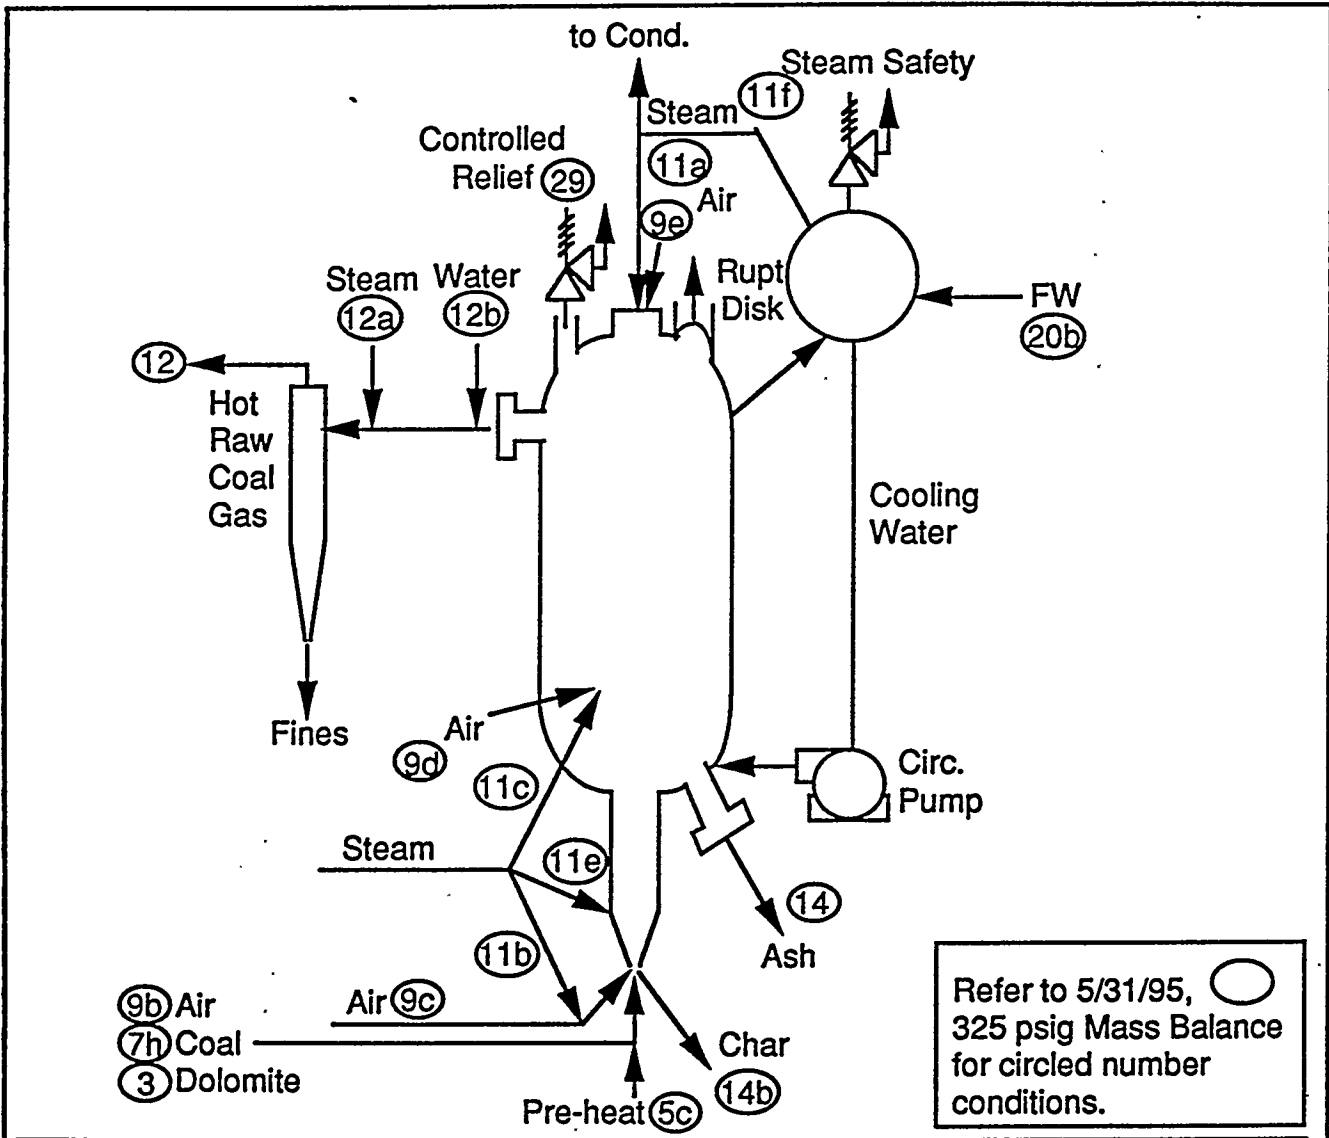 to Cond.
Steam Safety
Steam 11f
Controlled
Relief 29
11a
Air
9e
Steam
12a
Water
12b
Rupt
Disk
FW
20b
12
Hot
Raw
Coal
Gas
Cooling
Water
Fines
Air
9d
11c
Circ.
Pump
Steam
11e
14
Ash
11b
Air 9c
9b Air
7h Coal
3 Dolomite
Char
14b
Pre-heat 5c
Refer to 5/31/95,
325 psig Mass Balance
for circled number
conditions.